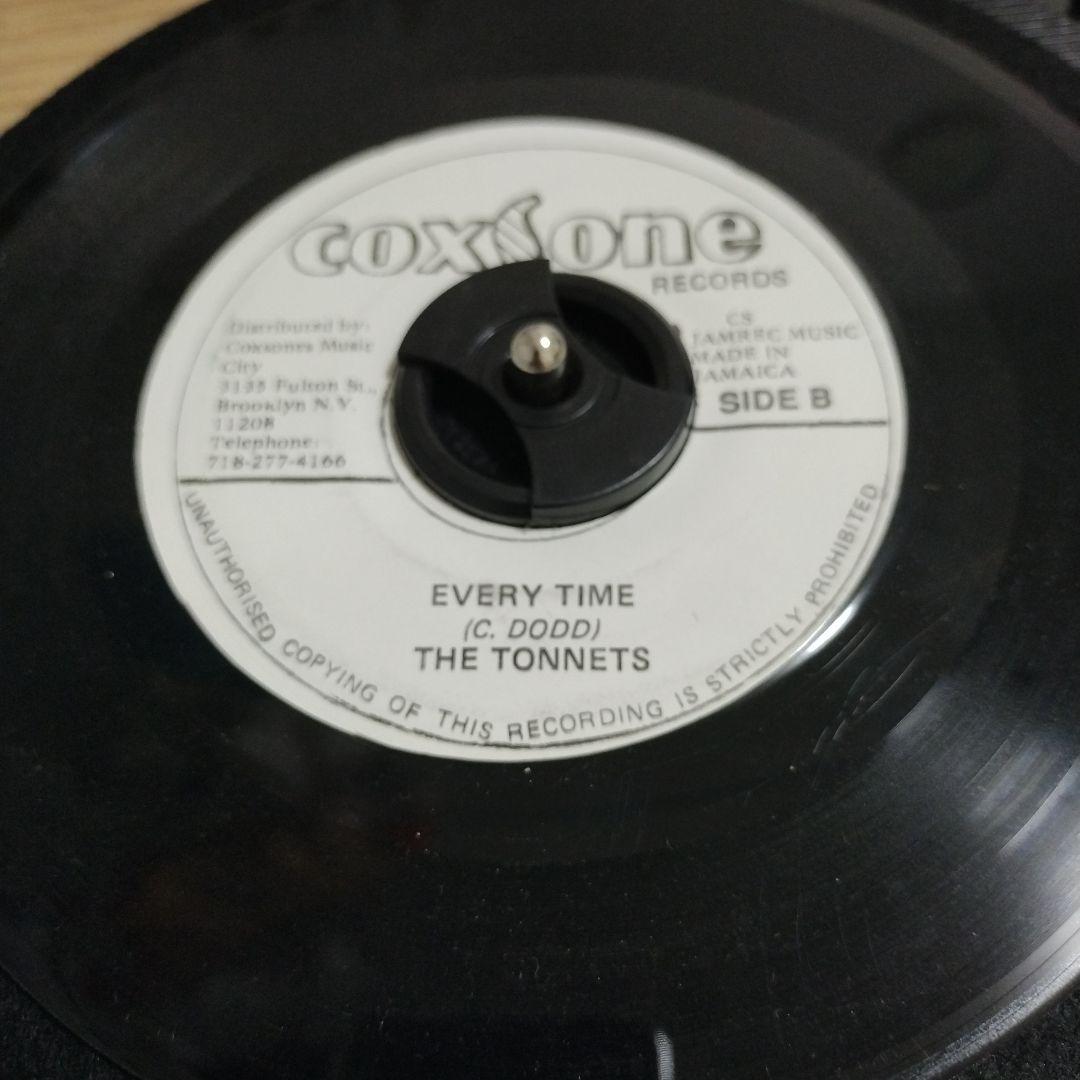 coxsone
RECORDS
Distributed by:
Coxsones Music
City
3135 Fulton St.,
Brooklyn N.Y.
11208
Telephone:
718-277-4166
CS
JAMREC MUSIC
MADE IN
JAMAICA
SIDE B
EVERY TIME
(C. DODD)
THE TONNETS
UNAUTHORISED COPYING OF THIS RECORDING IS STRICTLY PROHIBITED